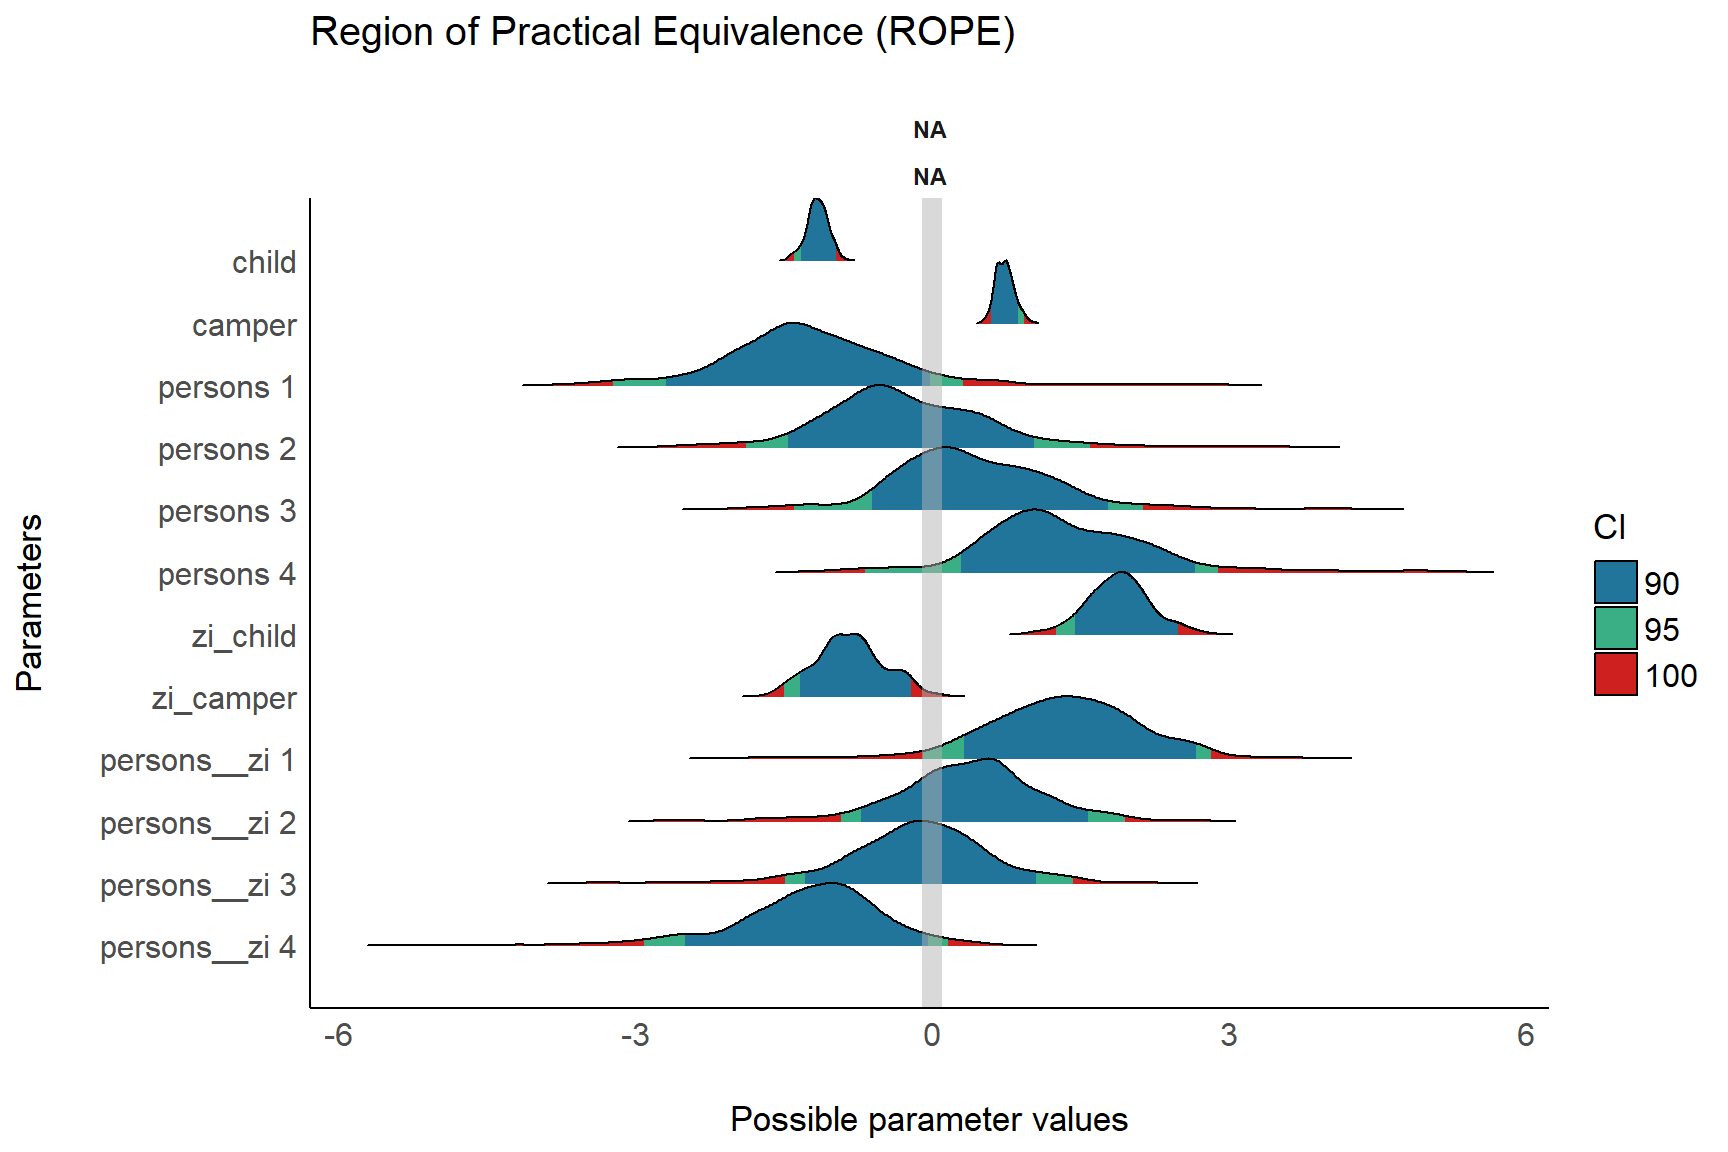 Region of Practical Equivalence (ROPE)
NA
NA
child
camper
persons 1
persons 2
persons 3
persons 4
zi_child
zi_camper
persons__zi 1
persons__zi 2
persons__zi 3
persons__zi 4
Parameters
-6 -3 0 3 6
Possible parameter values
CI
90
95
100